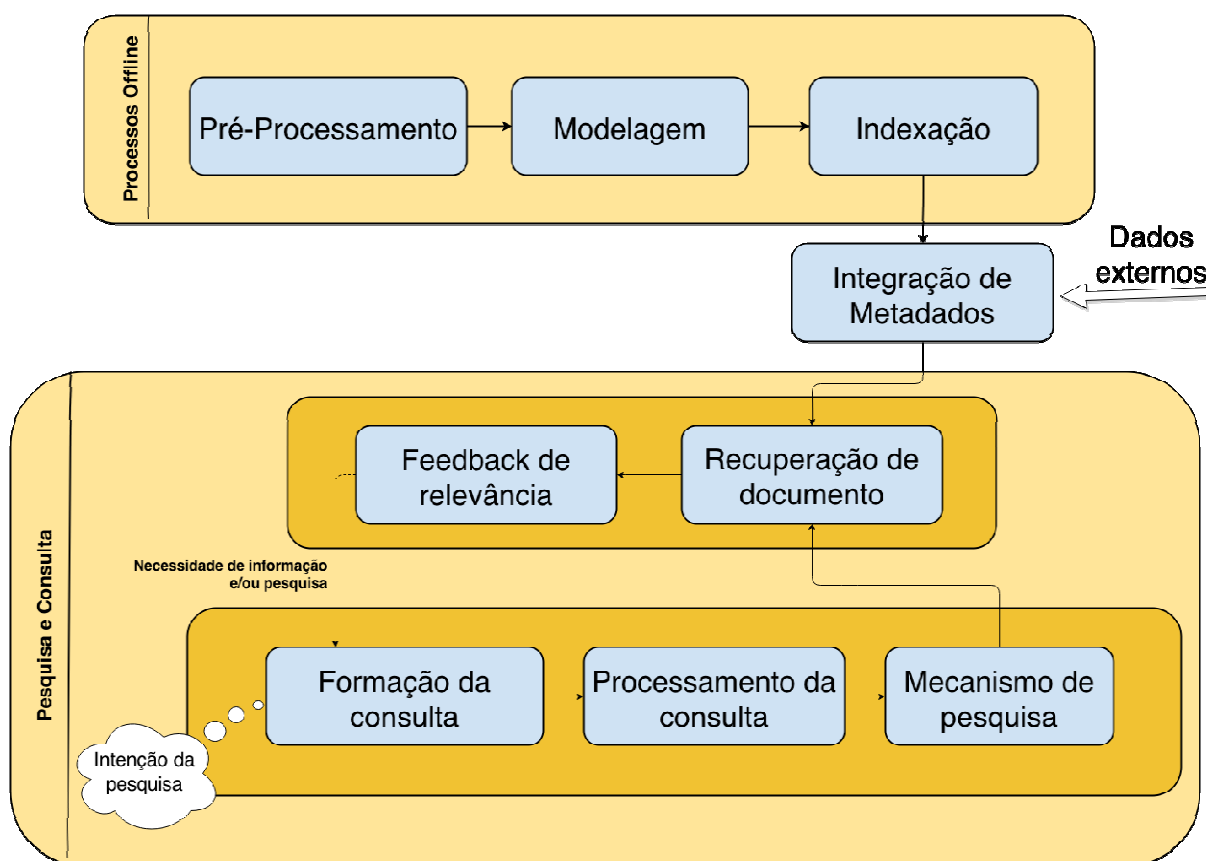 Processos Offline
Pré-Processamento
Modelagem
Indexação
Dados
externos
Integração de
Metadados
Pesquisa e Consulta
Feedback de
relevância
Recuperação de
documento
Necessidade de informação
e/ou pesquisa
Formação da
consulta
Processamento da
consulta
Mecanismo de
pesquisa
Intenção da
pesquisa